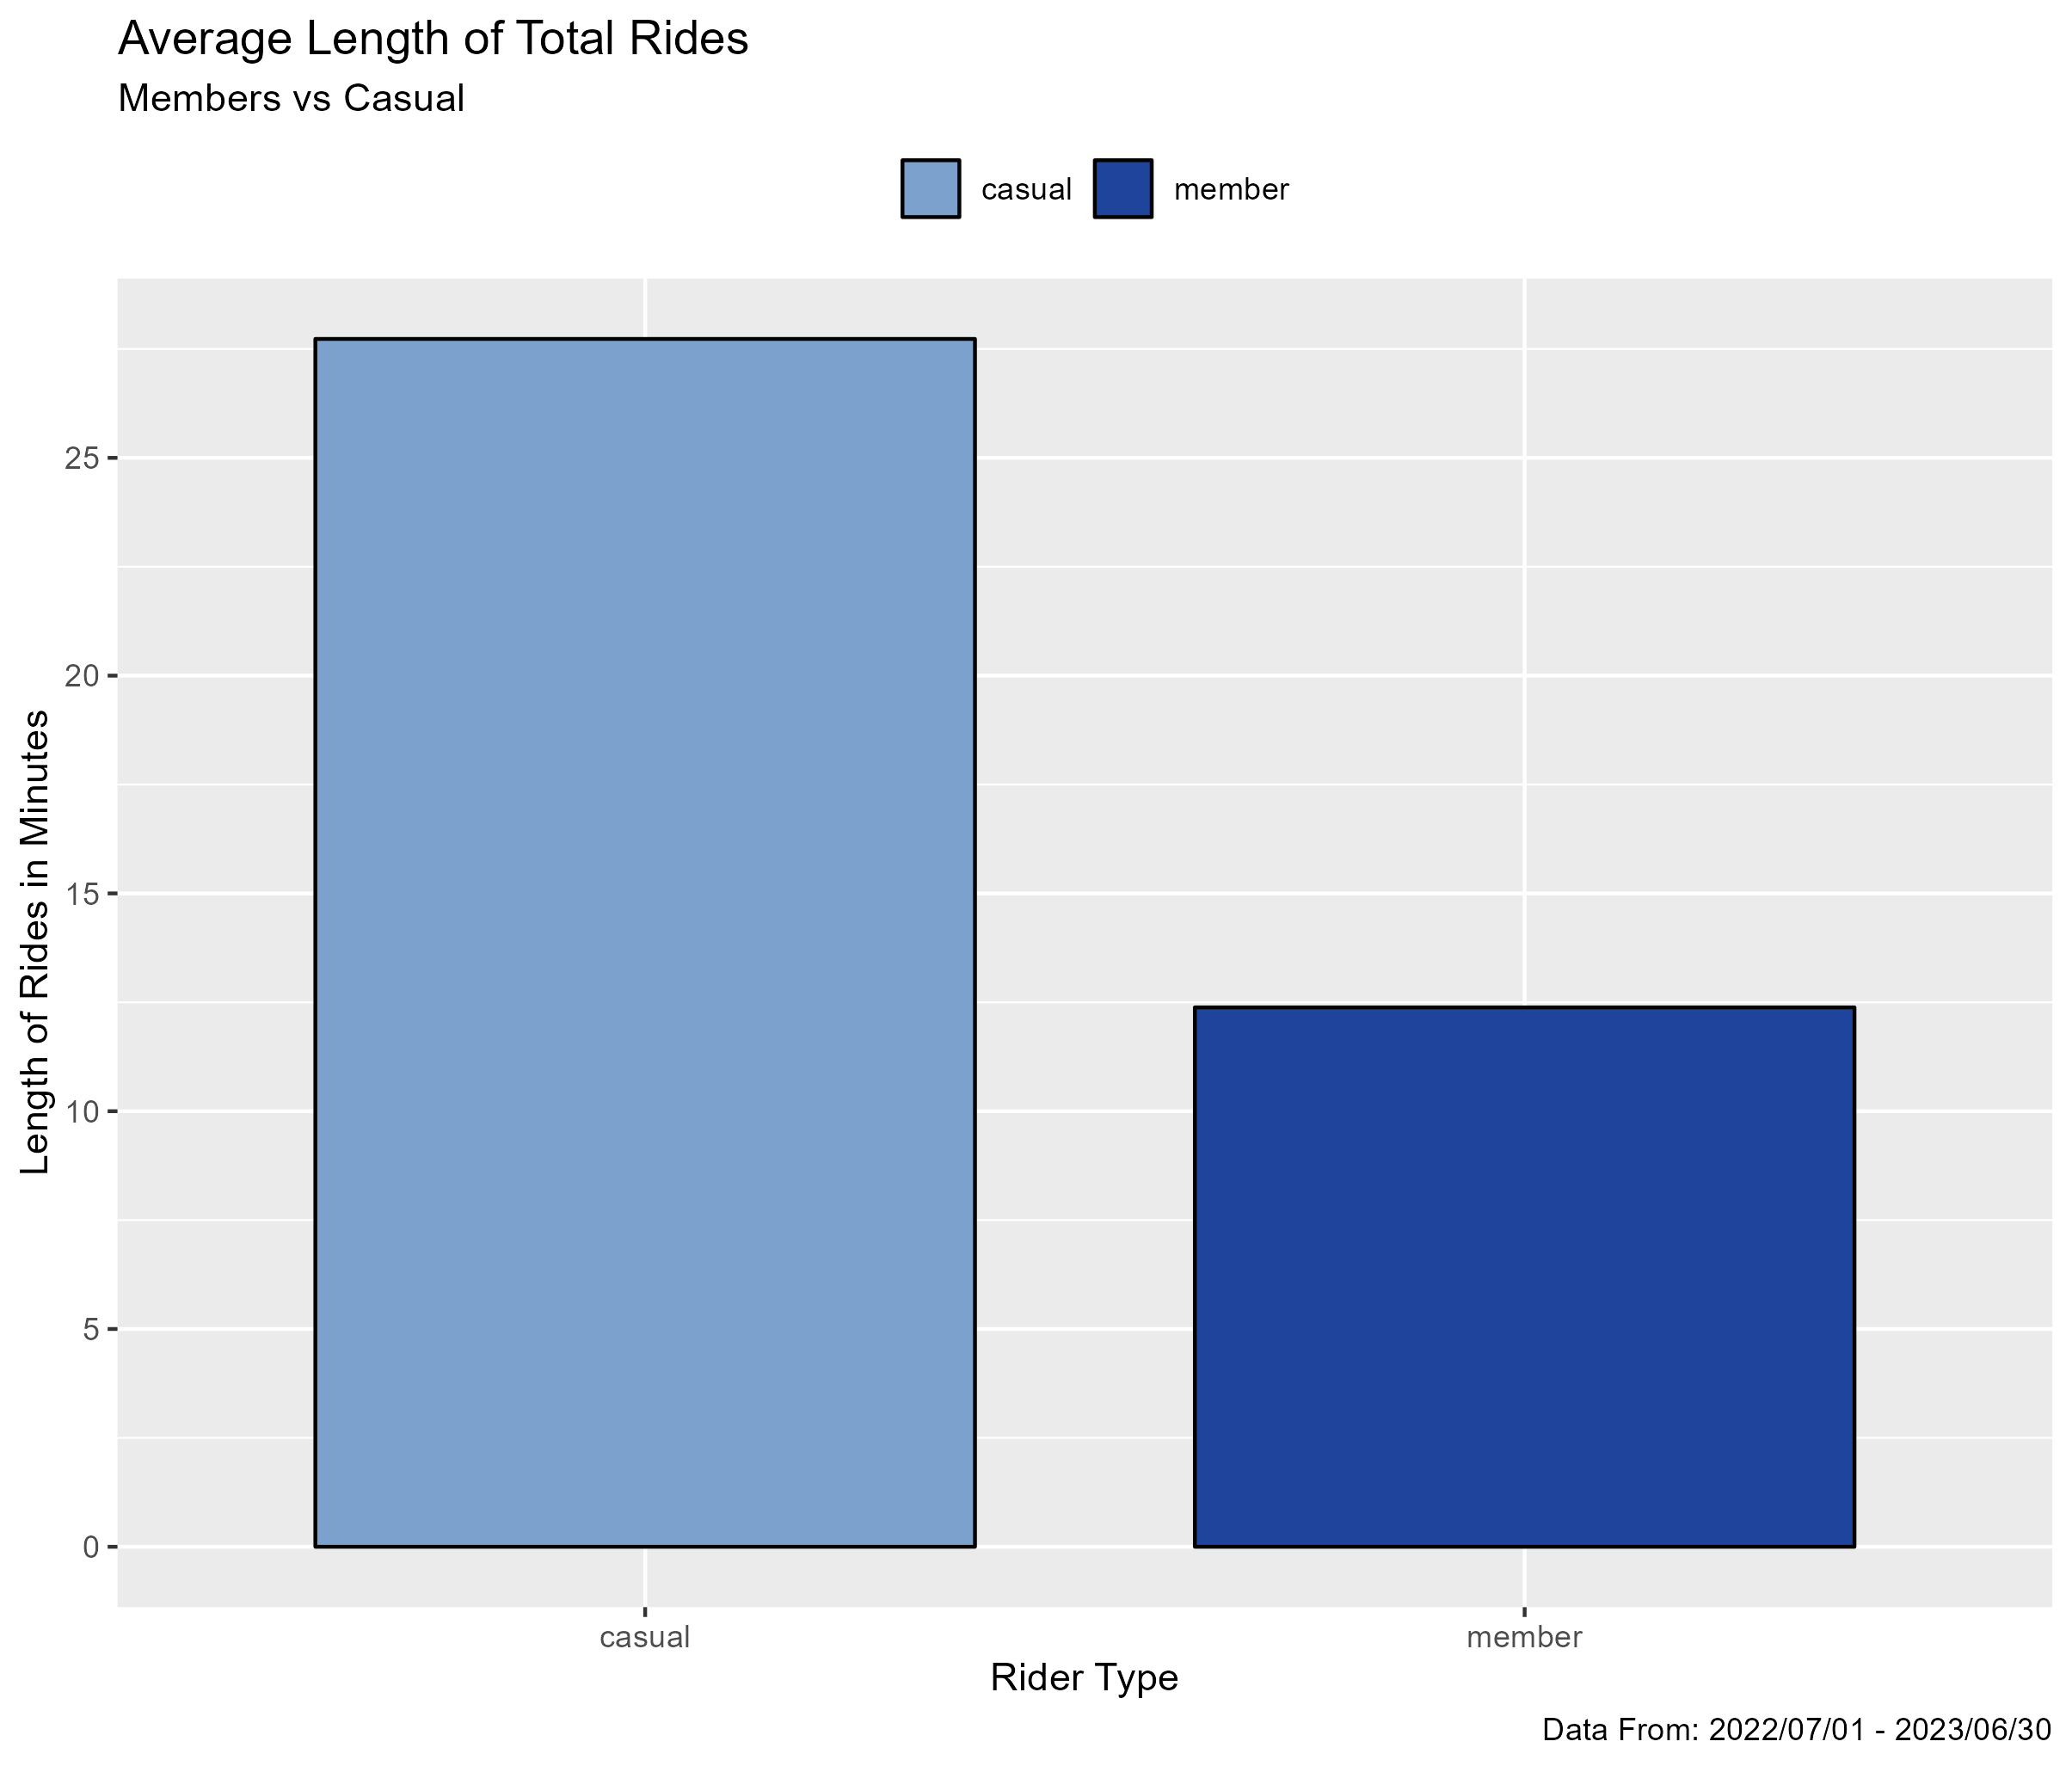 Average Length of Total Rides
Members vs Casual
casual member
Length of Rides in Minutes
25
20
15
10
5
0
casual member
Rider Type
Data From: 2022/07/01 - 2023/06/30